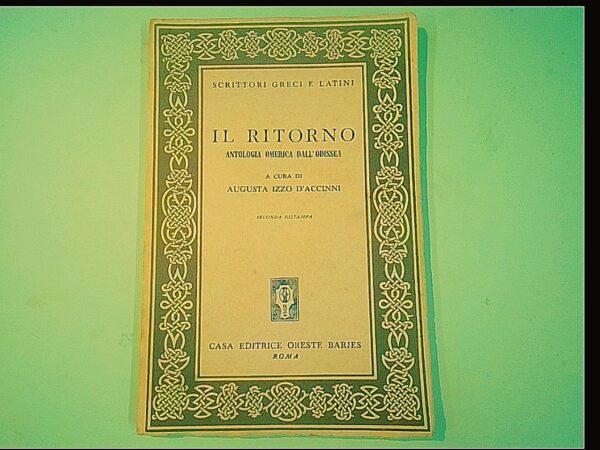 SCRITTORI GRECI E LATINI
IL RITORNO
ANTOLOGIA OMERICA DALL'ODISSEA
A CURA DI
AUGUSTA IZZO D'ACCINNI
SECONDA RISTAMPA
CASA EDITRICE ORESTE BARJES
ROMA